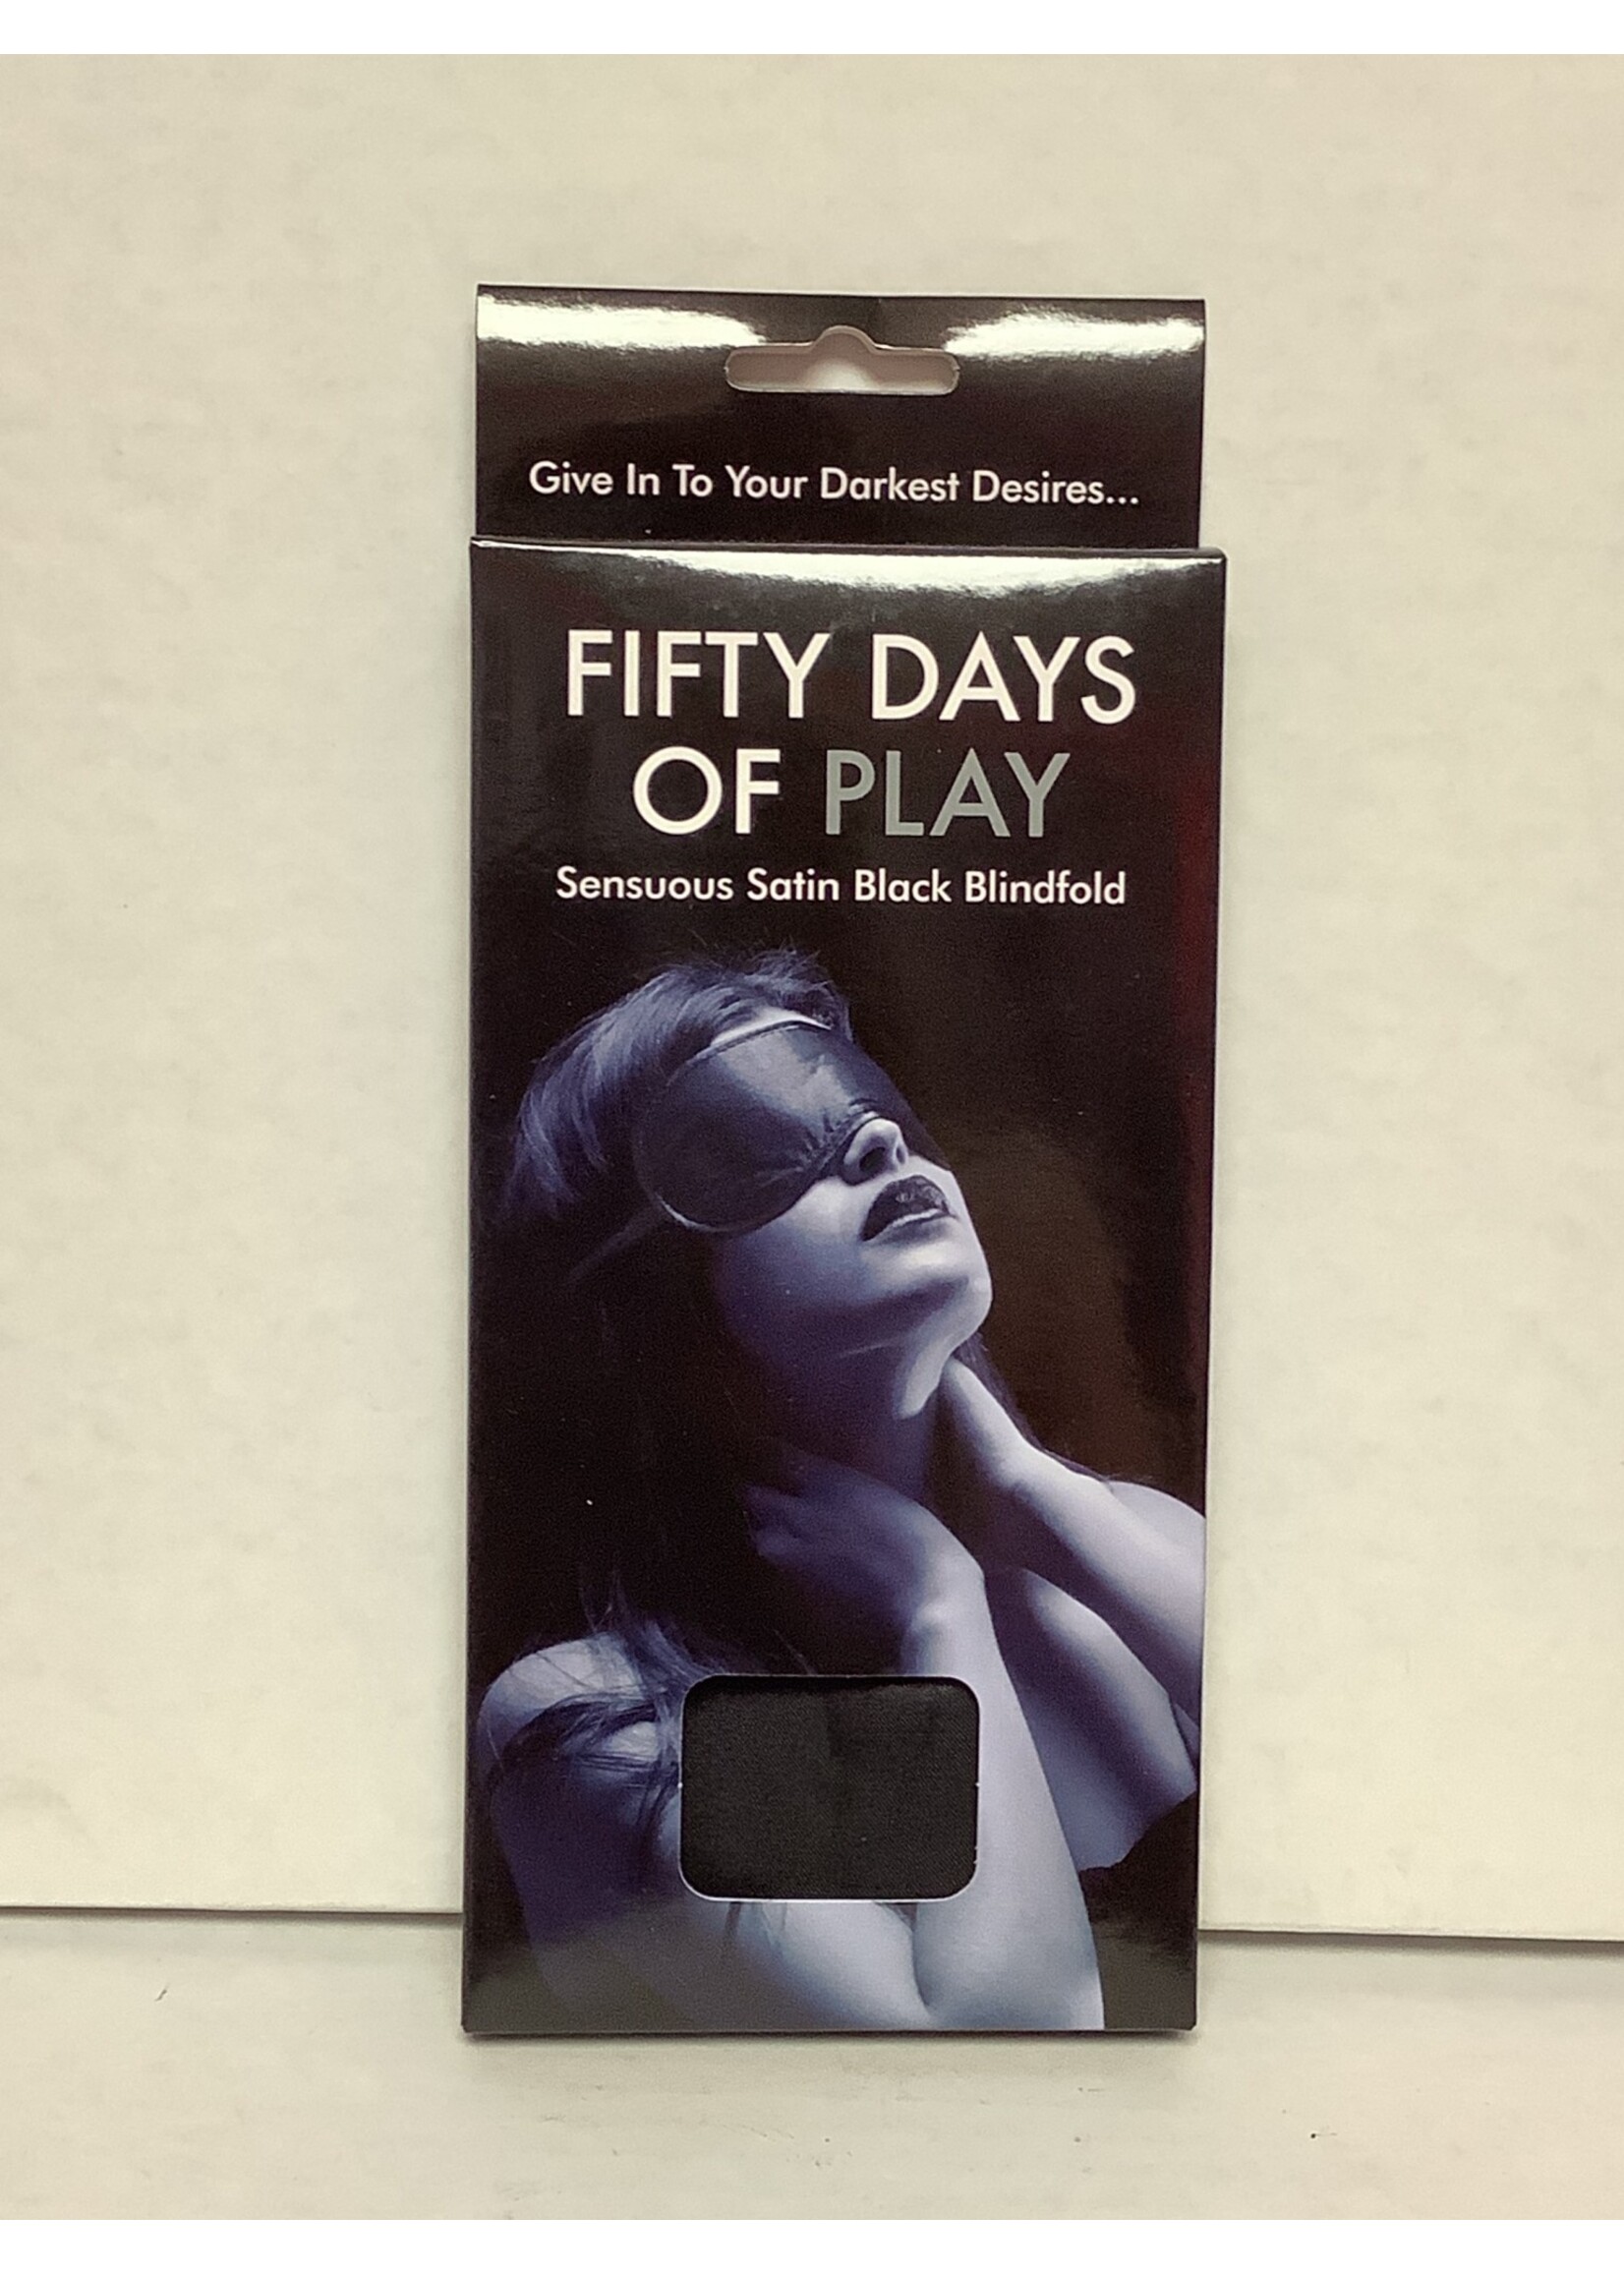 Give In To Your Darkest Desires...
FIFTY DAYS
OF PLAY
Sensuous Satin Black Blindfold